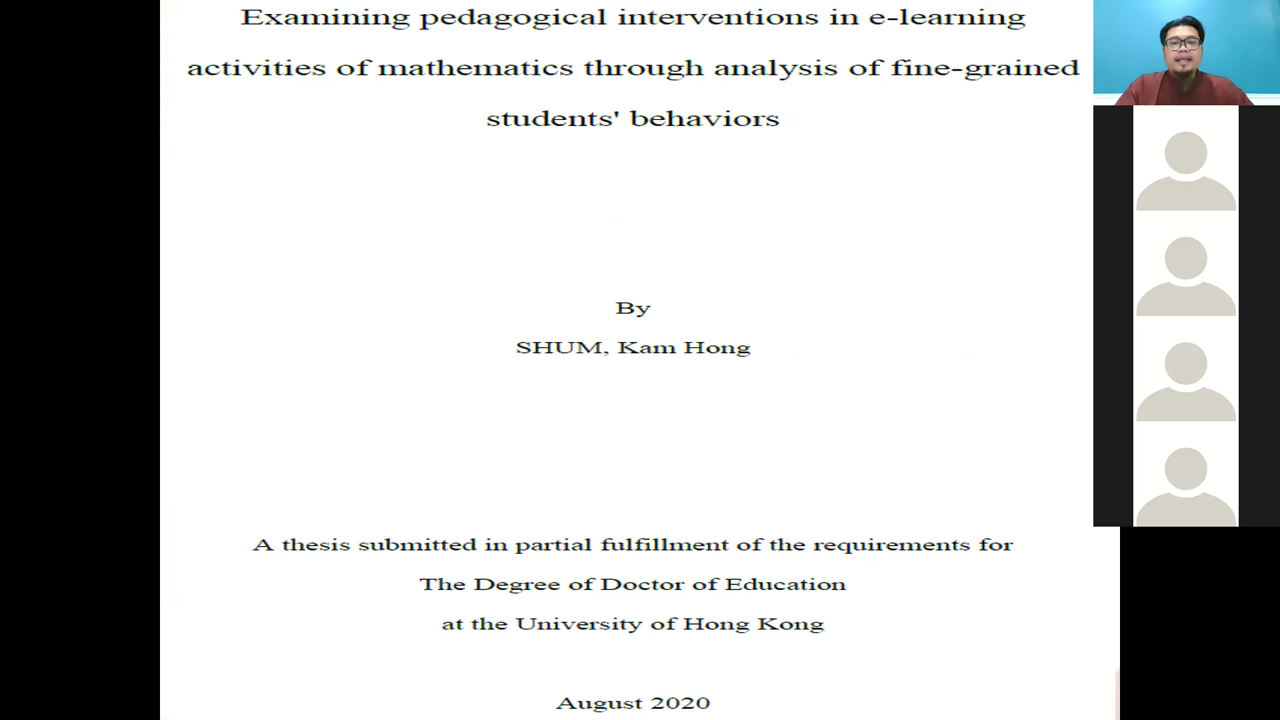 Examining pedagogical interventions in e-learning
activities of mathematics through analysis of fine-grained
students' behaviors
By
SHUM, Kam Hong
A thesis submitted in partial fulfillment of the requirements for
The Degree of Doctor of Education
at the University of Hong Kong
August 2020